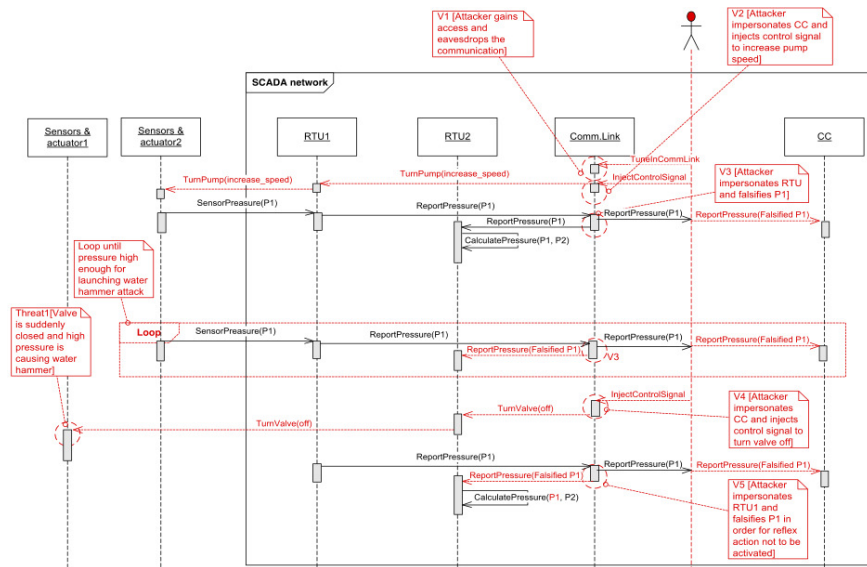 V1 [Attacker gains
access and
eavesdrops the
communication]
V2 [Attacker
impersonates CC and
injects control signal
to increase pump
speed]
SCADA network
Sensors &
actuator1
Sensors &
actuator2
RTU1
RTU2
Comm.Link
CC
TuneInCommLink
TurnPump(increase_speed)
TurnPump(increase_speed)
InjectControlSignal
V3 [Attacker
impersonates RTU
and falsifies P1]
SensorPreasure(P1)
ReportPressure(P1)
ReportPressure(P1)
ReportPressure(P1)
ReportPressure(Falsified P1)
CalculatePressure(P1, P2)
Loop until
pressure high
enough for
launching water
hammer attack
Threat1[Valve
is suddenly
closed and high
pressure is
causing water
hammer]
Loop
SensorPreasure(P1)
ReportPressure(P1)
ReportPressure(P1)
ReportPressure(Falsified P1)
ReportPressure(Falsified P1)
V3
InjectControlSignal
V4 [Attacker
impersonates
CC and injects
control signal to
turn valve off]
TurnValve(off)
TurnValve(off)
ReportPressure(P1)
ReportPressure(P1)
ReportPressure(Falsified P1)
ReportPressure(Falsified P1)
CalculatePressure(P1, P2)
V5 [Attacker
impersonates
RTU1 and
falsifies P1 in
order for reflex
action not to be
activated]